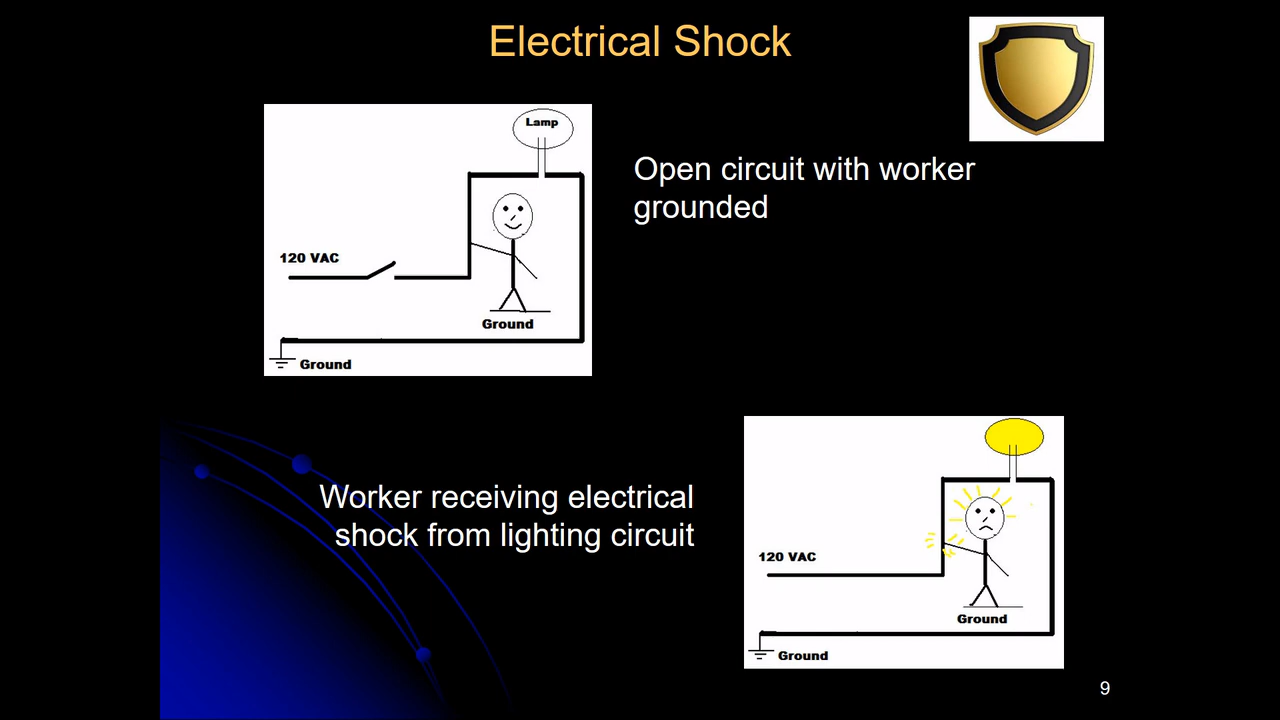 Electrical Shock
Lamp
Open circuit with worker
grounded
120 VAC
Ground
Ground
Worker receiving electrical
shock from lighting circuit
120 VAC
Ground
Ground
9